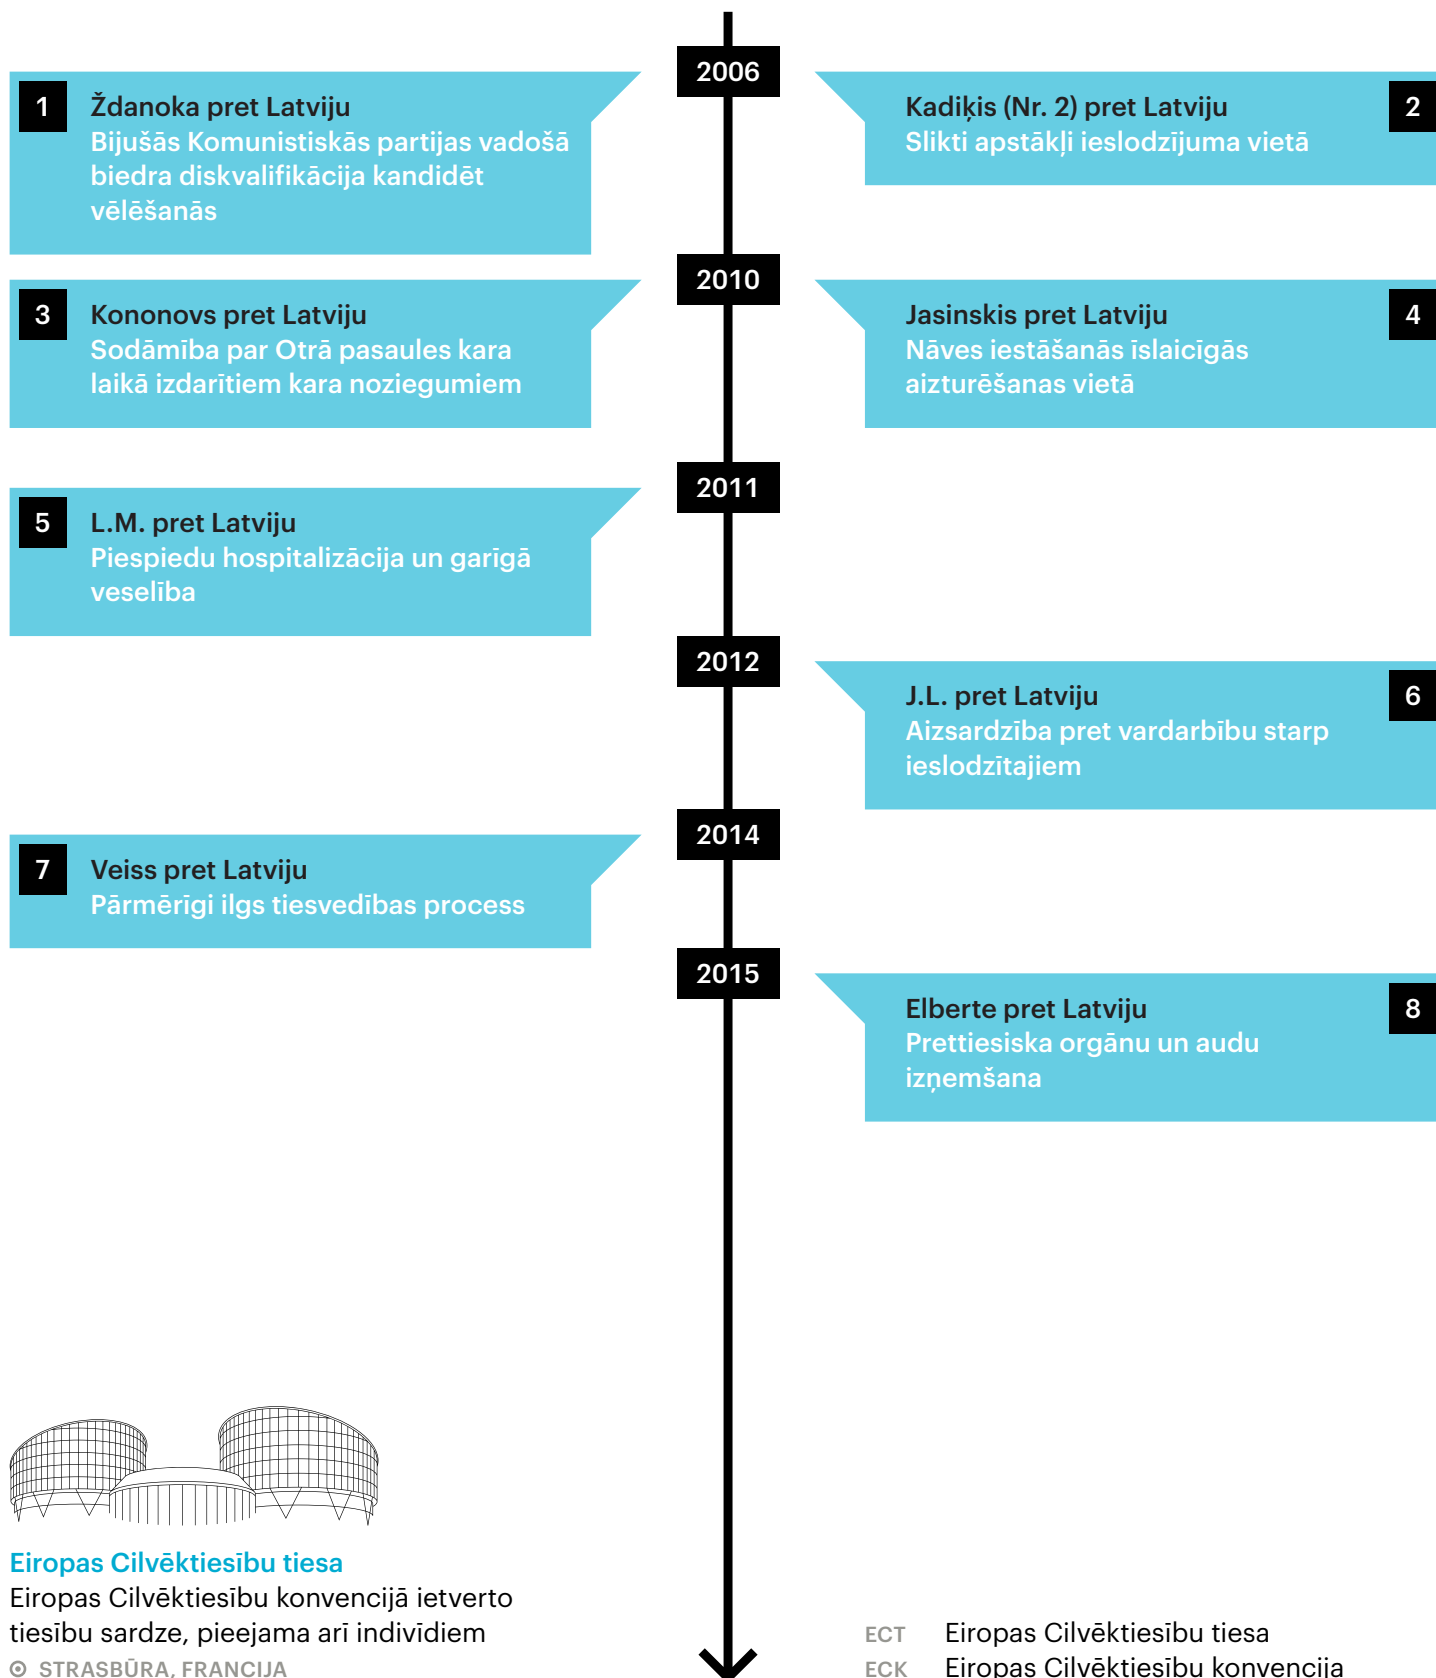 2006
1
Ždanoka pret Latviju
Bijušās Komunistiskās partijas vadošā
biedra diskvalifikācija kandidēt
vēlēšanās
Kadiķis (Nr. 2) pret Latviju
Slikti apstākļi ieslodzījuma vietā
2
2010
3
Kononovs pret Latviju
Sodāmība par Otrā pasaules kara
laikā izdarītiem kara noziegumiem
Jasinskis pret Latviju
Nāves iestāšanās īslaicīgās
aizturēšanas vietā
4
2011
5
L.M. pret Latviju
Piespiedu hospitalizācija un garīgā
veselība
2012
J.L. pret Latviju
Aizsardzība pret vardarbību starp
ieslodzītajiem
6
2014
7
Veiss pret Latviju
Pārmērīgi ilgs tiesvedības process
2015
Elberte pret Latviju
Prettiesiska orgānu un audu
izņemšana
8
Eiropas Cilvēktiesību tiesa
Eiropas Cilvēktiesību konvencijā ietverto
tiesību sardze, pieejama arī indivīdiem
STRASBŪRA, FRANCIJA
ECT Eiropas Cilvēktiesību tiesa
ECK Eiropas Cilvēktiesību konvencija